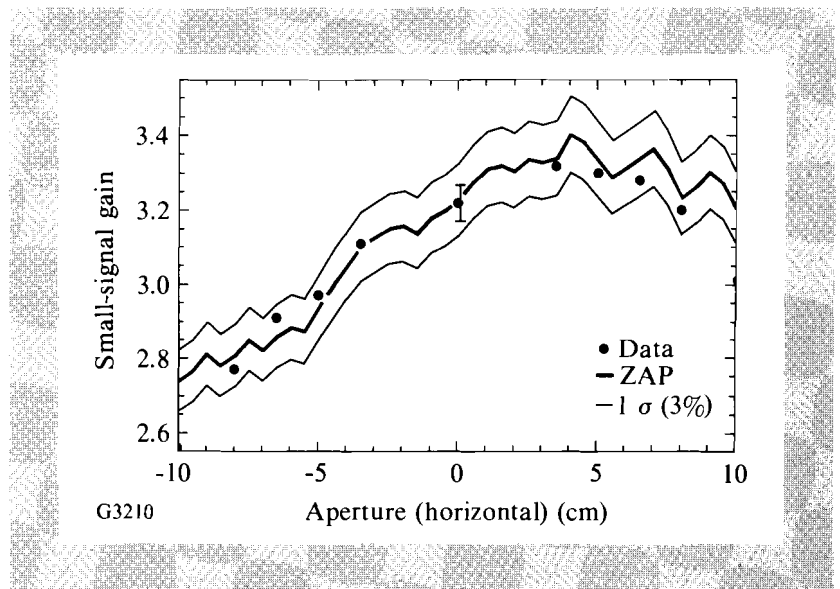 Small-signal gain
3.4
3.2
3.0
2.8
2.6
● Data
━ ZAP
─ 1 σ (3%)
-10
-5
0
5
10
Aperture (horizontal) (cm)
G3210